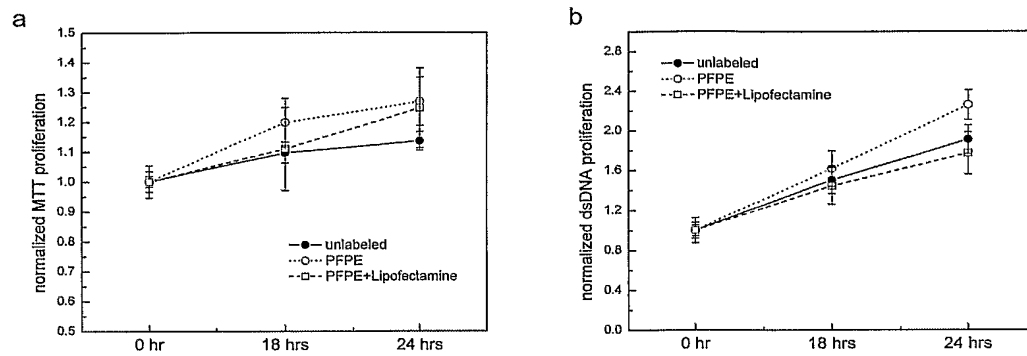 a
normalized MTT proliferation
1.5
1.4
1.3
1.2
1.1
1.0
0.9
0.8
0.7
0.6
0.5
unlabeled
PFPE
PFPE+Lipofectamine
0 hr
18 hrs
24 hrs
b
normalized dsDNA proliferation
2.8
2.4
2.0
1.6
1.2
0.8
0.4
0.0
unlabeled
PFPE
PFPE+Lipofectamine
0 hr
18 hrs
24 hrs